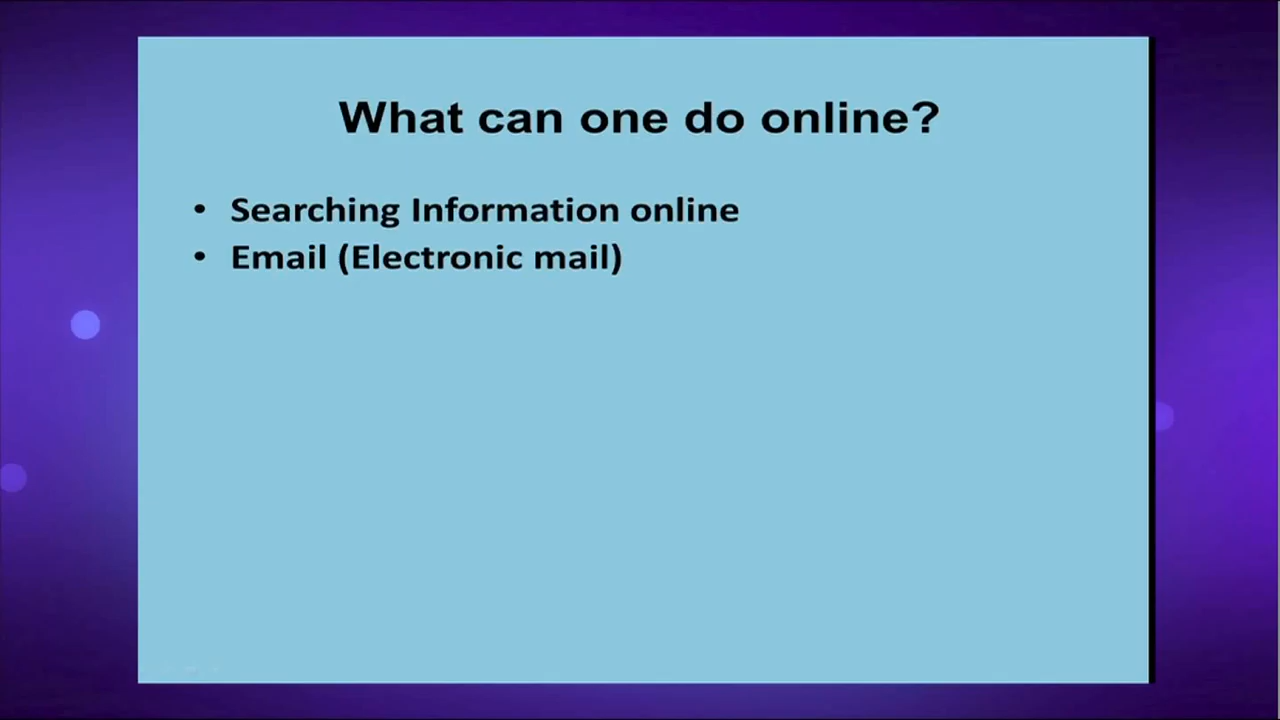 What can one do online?
• Searching Information online
• Email (Electronic mail)